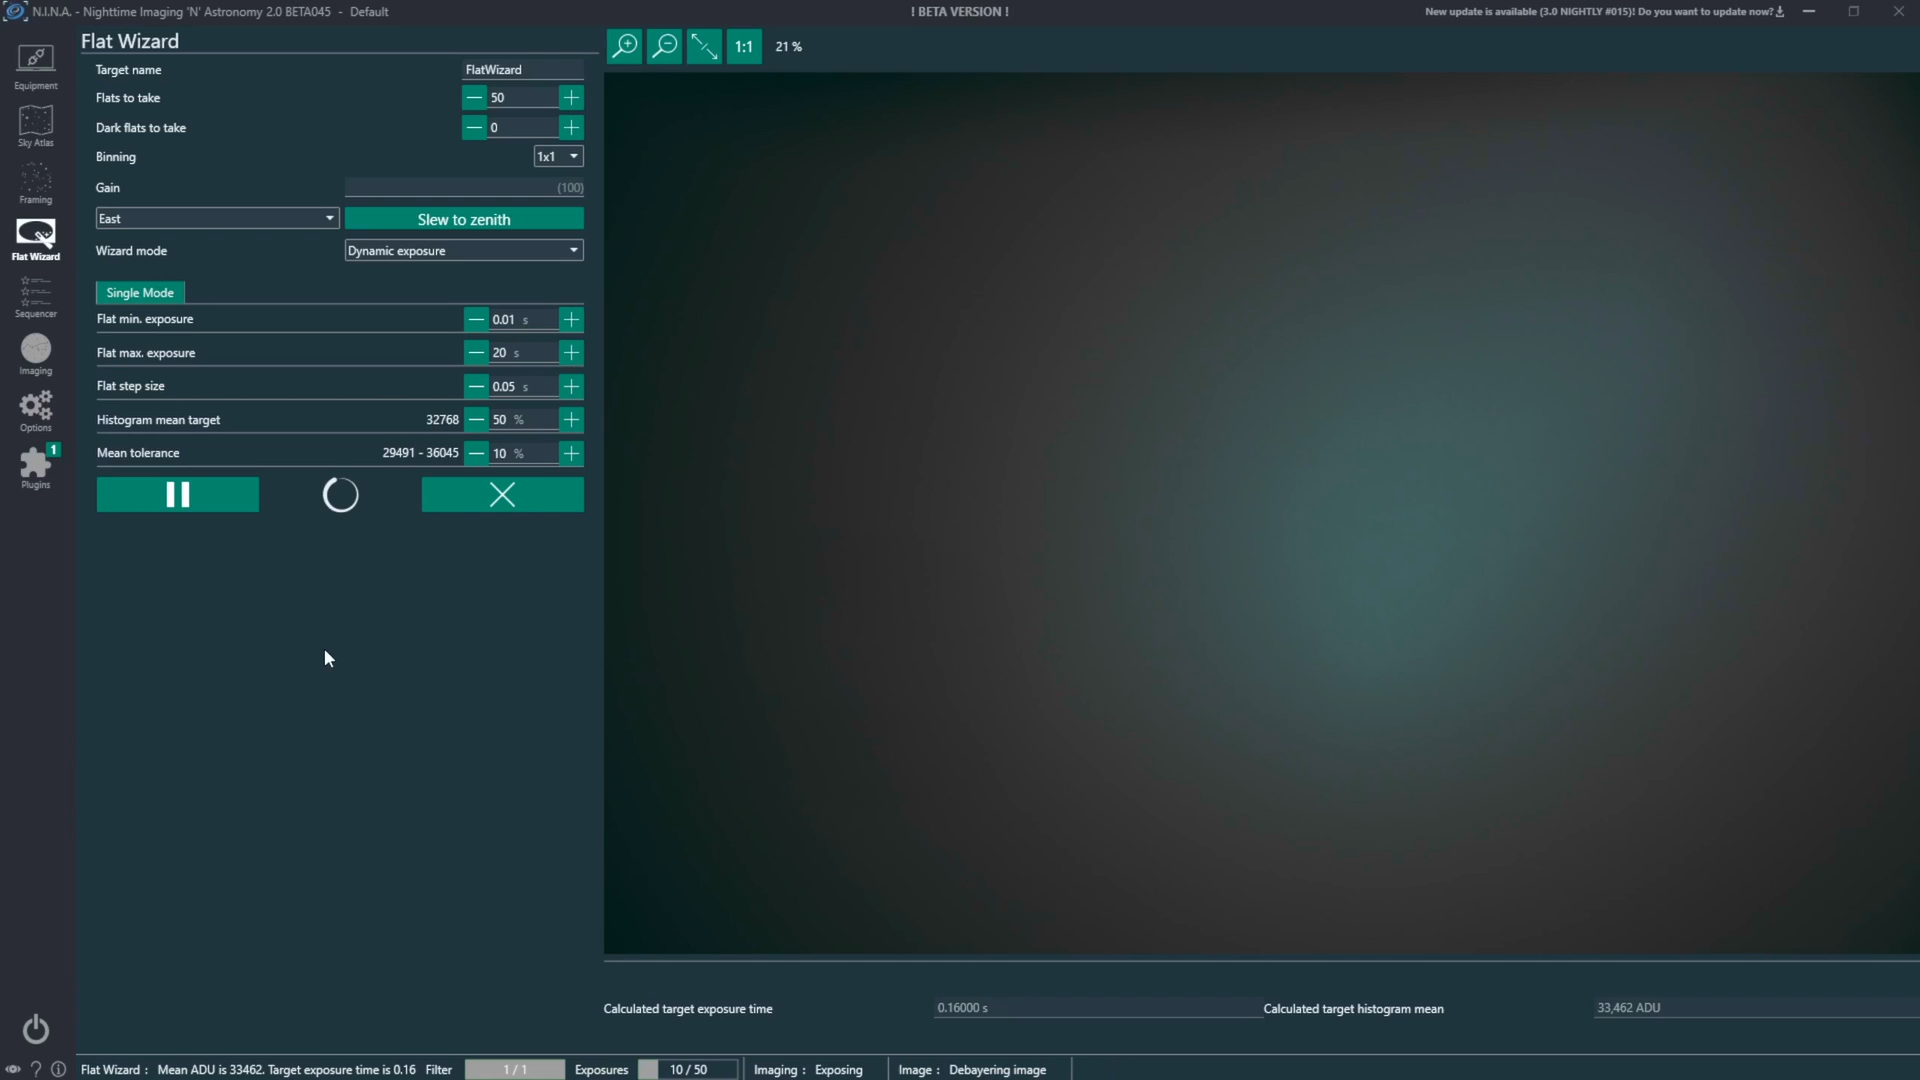 N.I.N.A. - Nighttime Imaging 'N' Astronomy 2.0 BETA045 - Default
! BETA VERSION !
New update is available (3.0 NIGHTLY #015)! Do you want to update now?
Flat Wizard
1:1
21 %
Equipment
Sky Atlas
Framing
Flat Wizard
Sequencer
Imaging
Options
1
Plugins
Target name FlatWizard
Flats to take 50
Dark flats to take 0
Binning 1x1
Gain (100)
East Slew to zenith
Wizard mode Dynamic exposure
Single Mode
Flat min. exposure 0.01 s
Flat max. exposure 20 s
Flat step size 0.05 s
Histogram mean target 32768 50 %
Mean tolerance 29491 - 36045 10 %
Calculated target exposure time 0.16000 s Calculated target histogram mean 33,462 ADU
Flat Wizard : Mean ADU is 33462. Target exposure time is 0.16 Filter 1 / 1 Exposures 10 / 50 Imaging : Exposing Image : Debayering image